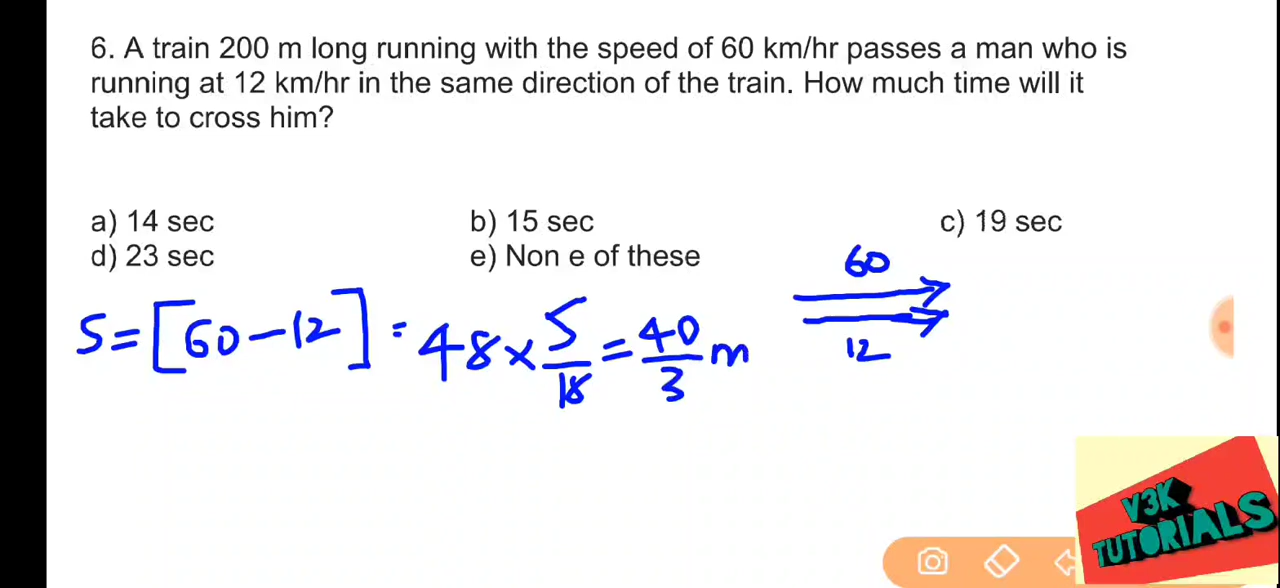 6. A train 200 m long running with the speed of 60 km/hr passes a man who is
running at 12 km/hr in the same direction of the train. How much time will it
take to cross him?
a) 14 sec b) 15 sec c) 19 sec
d) 23 sec e) Non e of these
60
S = [60 - 12] = 48 × 5/18 = 40/3 m
12
V3K
TUTORIALS